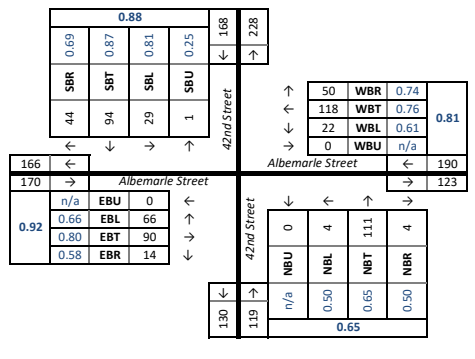 0.88
0.69 0.87 0.81 0.25
SBR SBT SBL SBU
44 94 29 1
← ↓ → ↑
168 228
↓ ↑
42nd Street
↑ 50 WBR 0.74
← 118 WBT 0.76
↓ 22 WBL 0.61
→ 0 WBU n/a
0.81
166 ← Albemarle Street ← 190
170 → Albemarle Street → 123
n/a EBU 0 ←
0.66 EBL 66 ↑
0.80 EBT 90 →
0.58 EBR 14 ↓
0.92
42nd Street
↓ ↑
130 119
↓ ← ↑ →
0 4 111 4
NBU NBL NBT NBR
n/a 0.50 0.65 0.50
0.65